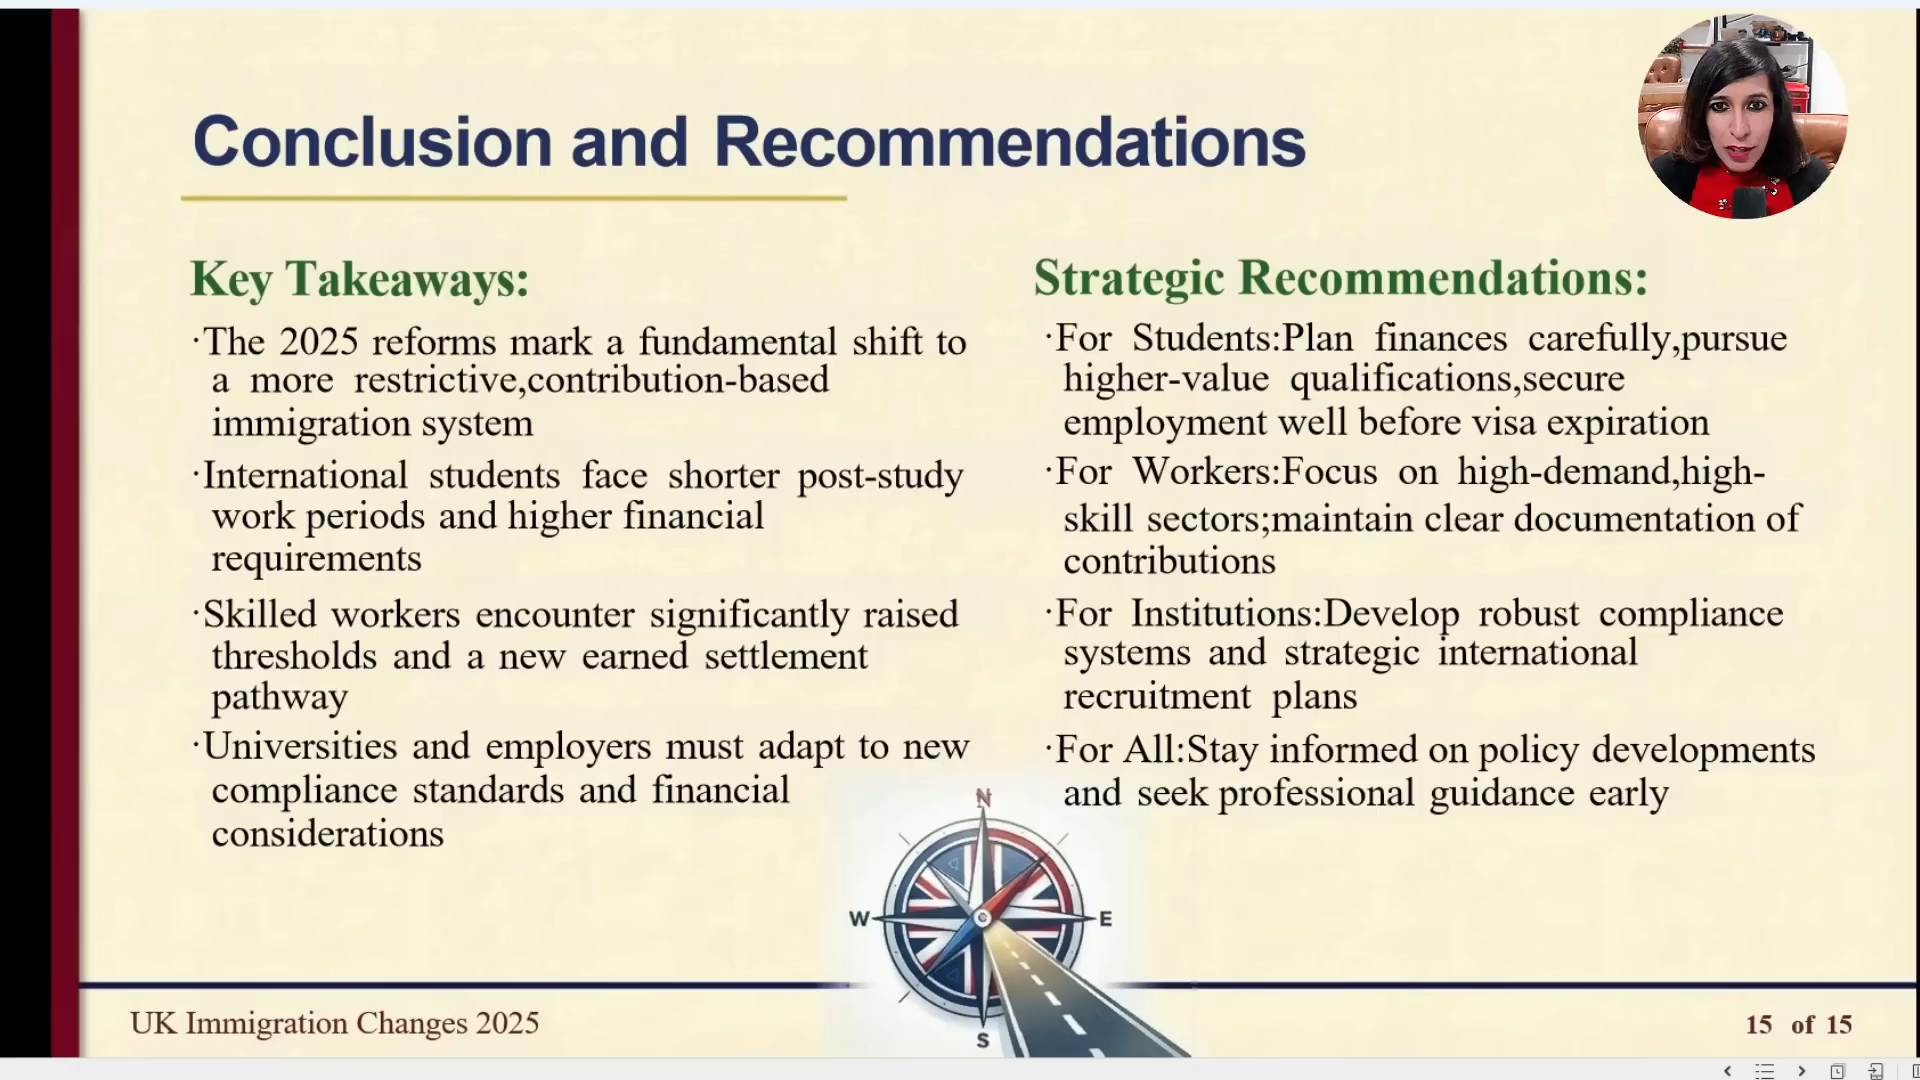 Conclusion and Recommendations
Key Takeaways:
·The 2025 reforms mark a fundamental shift to
a more restrictive,contribution-based
immigration system
·International students face shorter post-study
work periods and higher financial
requirements
·Skilled workers encounter significantly raised
thresholds and a new earned settlement
pathway
·Universities and employers must adapt to new
compliance standards and financial
considerations
Strategic Recommendations:
·For Students:Plan finances carefully,pursue
higher-value qualifications,secure
employment well before visa expiration
·For Workers:Focus on high-demand,high-
skill sectors;maintain clear documentation of
contributions
·For Institutions:Develop robust compliance
systems and strategic international
recruitment plans
·For All:Stay informed on policy developments
and seek professional guidance early
N
W
E
S
UK Immigration Changes 2025
15 of 15